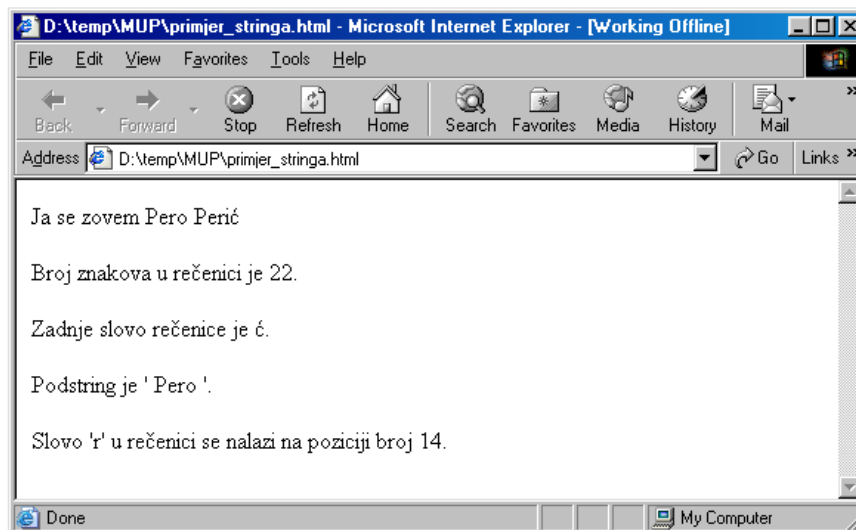 D:\temp\MUP\primjer_stringa.html - Microsoft Internet Explorer - [Working Offline]
File Edit View Favorites Tools Help
Back Forward Stop Refresh Home Search Favorites Media History Mail »
Address D:\temp\MUP\primjer_stringa.html Go Links »
Ja se zovem Pero Perić
Broj znakova u rečenici je 22.
Zadnje slovo rečenice je ć.
Podstring je ' Pero '.
Slovo 'r' u rečenici se nalazi na poziciji broj 14.
Done My Computer